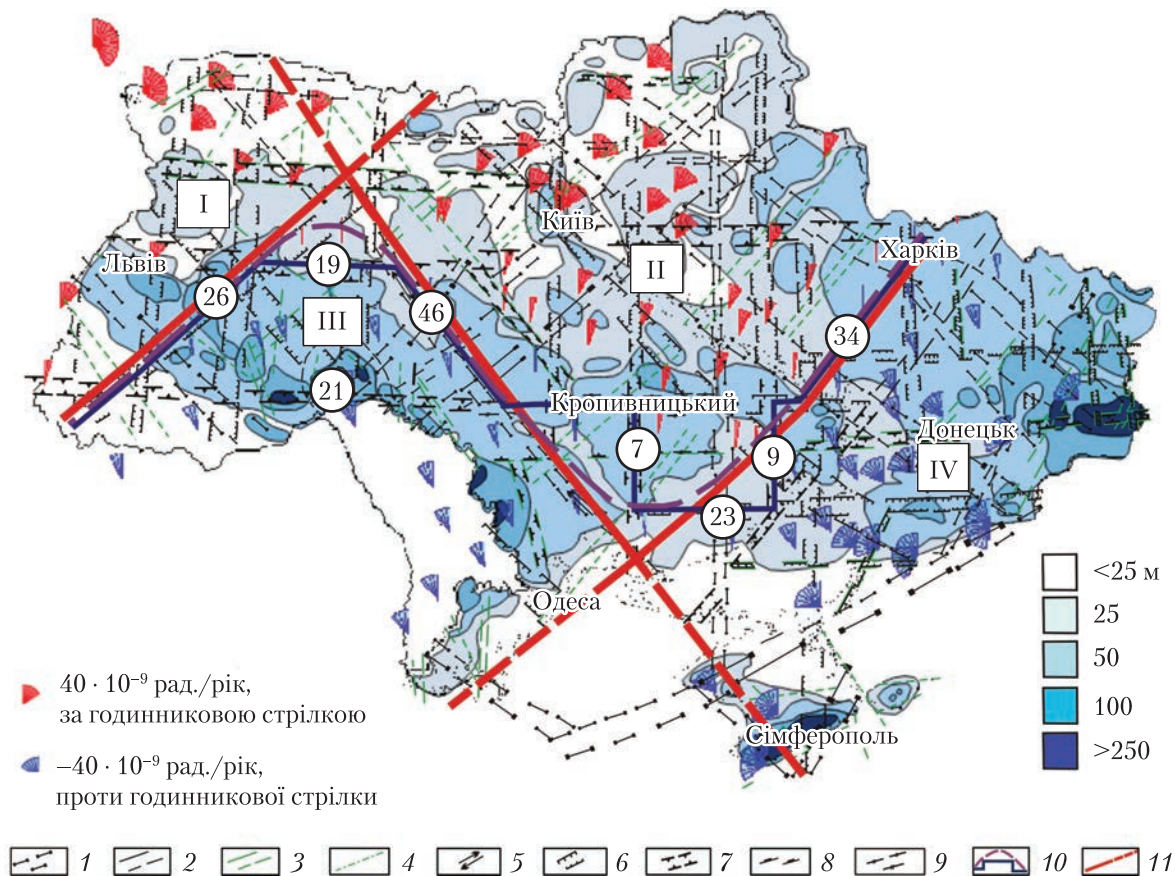 I
Київ
II
Харків
Львів
19
26
III
46
34
21
Кропивницький
Донецьк
7
9
IV
23
Одеса
Сімферополь
<25 м
25
50
100
>250
40 · 10⁻⁹ рад./рік,
за годинниковою стрілкою
−40 · 10⁻⁹ рад./рік,
проти годинникової стрілки
1 2 3 4 5 6 7 8 9 10 11